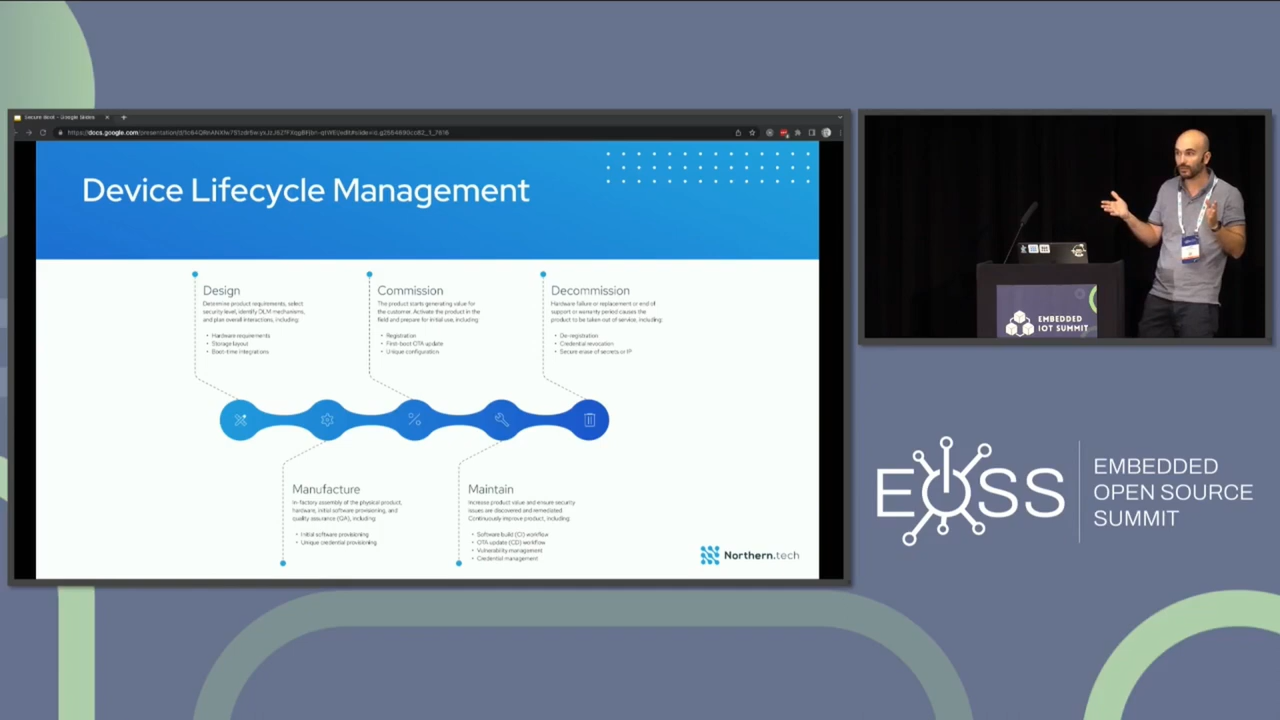 Secure Boot - Google Slides
Device Lifecycle Management
Design
Determine product requirements, select
security level, identify DLM mechanisms,
and plan overall interactions, including:
• Hardware requirements
• Storage layout
• Boot-time integrations
Commission
The product starts generating value for
the customer. Activate the product in the
field and prepare for initial use, including:
• Registration
• First-boot OTA update
• Unique configuration
Decommission
Hardware failure or replacement or end of
support or warranty period causes the
product to be taken out of service, including:
• De-registration
• Credential revocation
• Secure erase of secrets or IP
Manufacture
In-factory assembly of the physical product,
hardware, initial software provisioning, and
quality assurance (QA), including:
• Initial software provisioning
• Unique credential provisioning
Maintain
Increase product value and ensure security
issues are discovered and remediated.
Continuously improve product, including:
• Software build (CI) workflow
• OTA update (CD) workflow
• Vulnerability management
• Credential management
Northern.tech
EMBEDDED
IOT SUMMIT
EOSS
EMBEDDED
OPEN SOURCE
SUMMIT